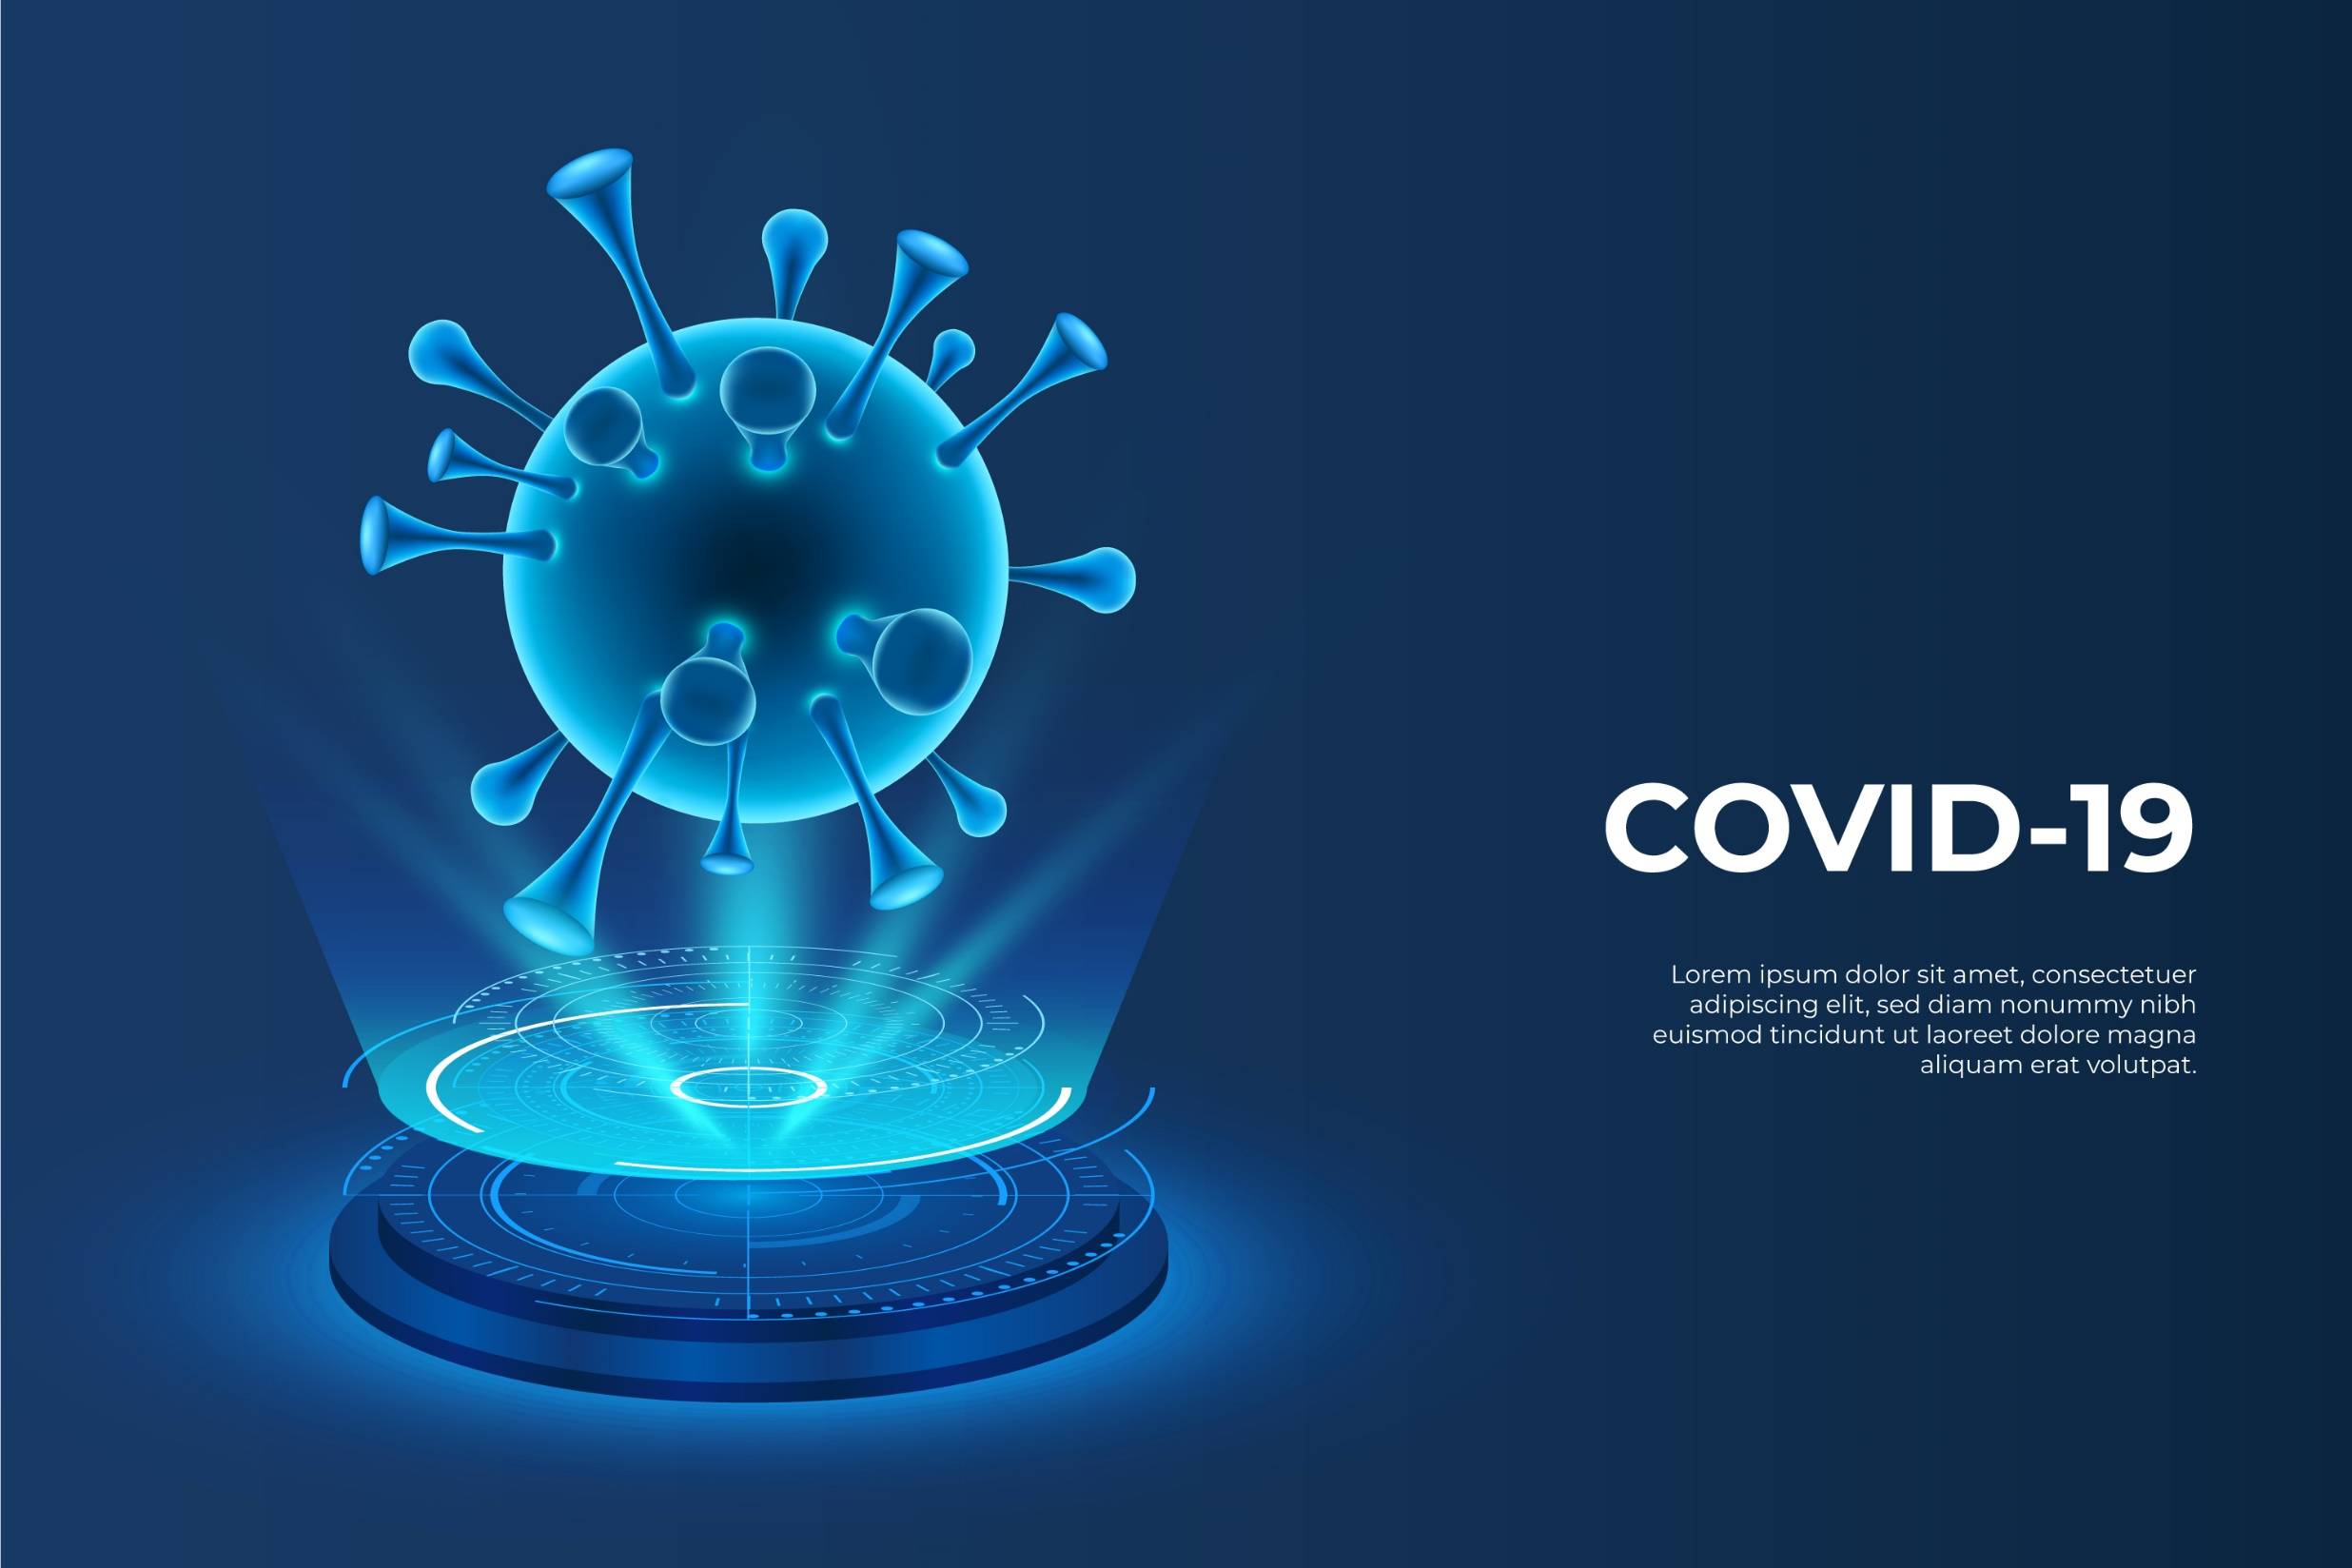 COVID-19
Lorem ipsum dolor sit amet, consectetuer
adipiscing elit, sed diam nonummy nibh
euismod tincidunt ut laoreet dolore magna
aliquam erat volutpat.